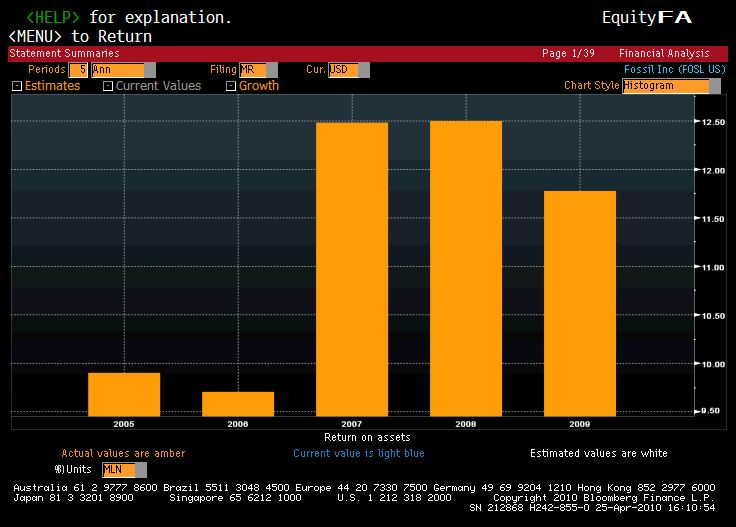 <HELP> for explanation. EquityFA
<MENU> to Return
Statement Summaries Page 1/39 Financial Analysis
Periods 5 Ann Filing MR Cur. USD Fossil Inc (FOSL US)
- Estimates - Current Values - Growth Chart Style Histogram
12.50
12.00
11.50
11.00
10.50
10.00
9.50
2005 2006 2007 2008 2009
Return on assets
Actual values are amber Current value is light blue Estimated values are white
%)Units MLN
Australia 61 2 9777 8600 Brazil 5511 3048 4500 Europe 44 20 7330 7500 Germany 49 69 9204 1210 Hong Kong 852 2977 6000
Japan 81 3 3201 8900 Singapore 65 6212 1000 U.S. 1 212 318 2000 Copyright 2010 Bloomberg Finance L.P.
SN 212868 H242-855-0 25-Apr-2010 16:10:54